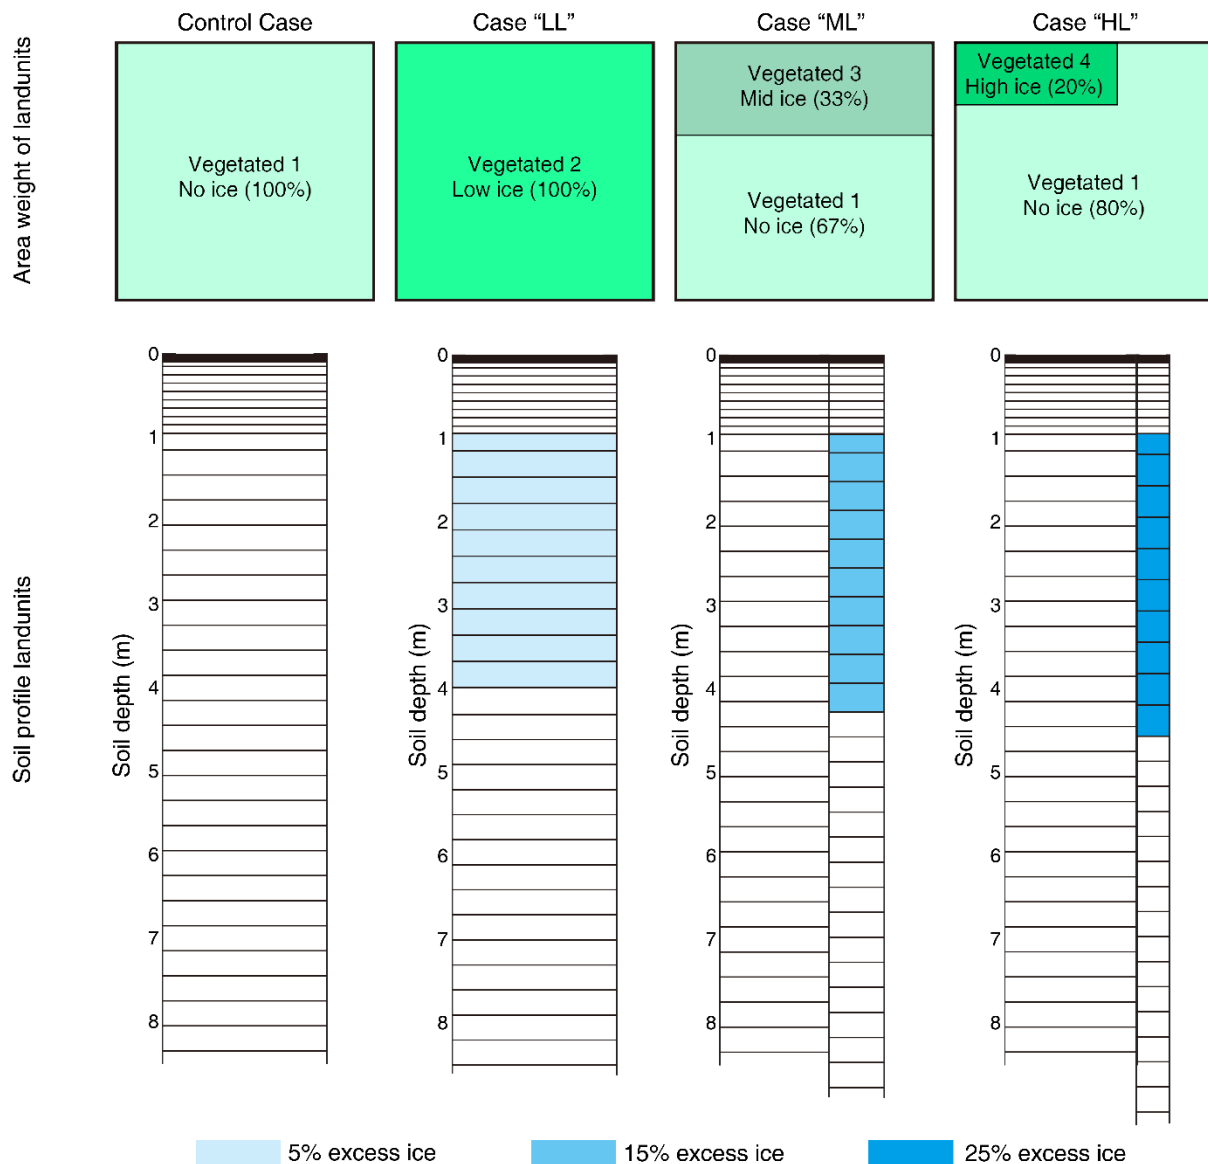 Control Case
Case “LL”
Case “ML”
Case “HL”
Area weight of landunits
Vegetated 1
No ice (100%)
Vegetated 2
Low ice (100%)
Vegetated 3
Mid ice (33%)
Vegetated 1
No ice (67%)
Vegetated 4
High ice (20%)
Vegetated 1
No ice (80%)
Soil profile landunits
Soil depth (m)
0
1
2
3
4
5
6
7
8
Soil depth (m)
0
1
2
3
4
5
6
7
8
Soil depth (m)
0
1
2
3
4
5
6
7
8
Soil depth (m)
0
1
2
3
4
5
6
7
8
5% excess ice
15% excess ice
25% excess ice